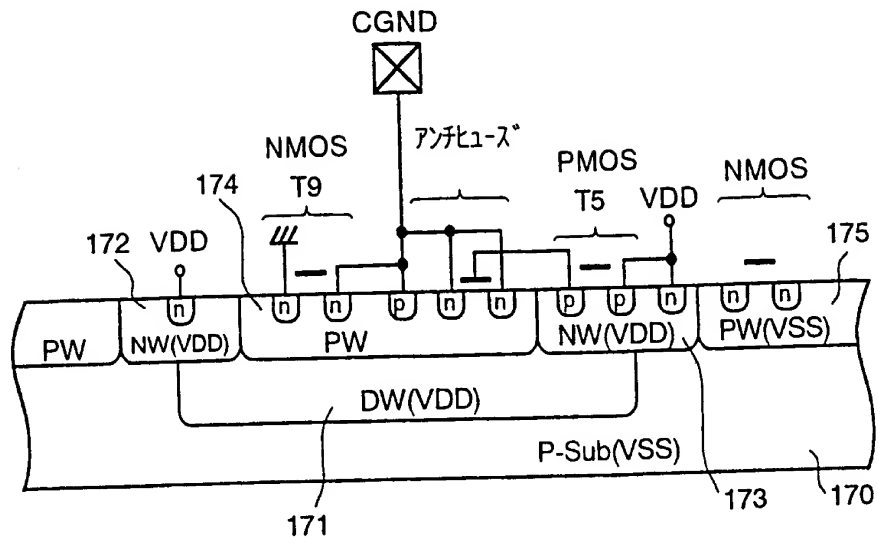 CGND
アンチヒューズ
NMOS
T9
PMOS
T5
NMOS
174
VDD
172
VDD
175
n
n
n
p
n
n
p
p
n
n
n
PW
NW(VDD)
PW
NW(VDD)
PW(VSS)
DW(VDD)
P-Sub(VSS)
171
173
170